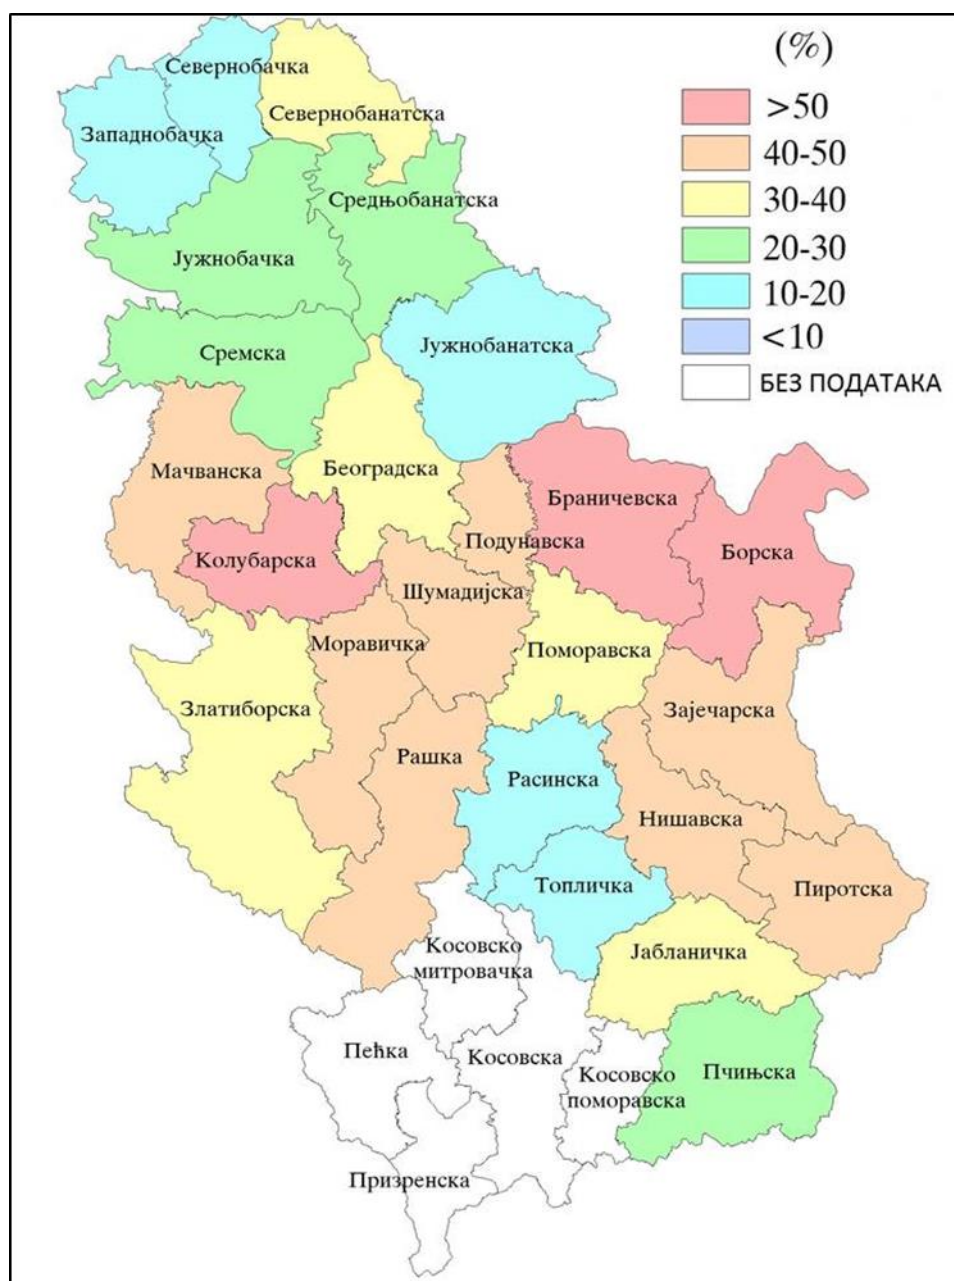 (%)
>50
40-50
30-40
20-30
10-20
<10
БЕЗ ПОДАТАКА
Севернобачка
Севернобанатска
Западнобачка
Средњобанатска
Јужнобачка
Јужнобанатска
Сремска
Мачванска
Београдска
Браничевска
Подунавска
Борска
Колубарска
Шумадијска
Моравичка
Поморавска
Златиборска
Зајечарска
Рашка
Расинска
Нишавска
Топличка
Пиротска
Косовско
митровачка
Јабланичка
Пећка
Косовска
Косовско
поморавска
Пчињска
Призренска